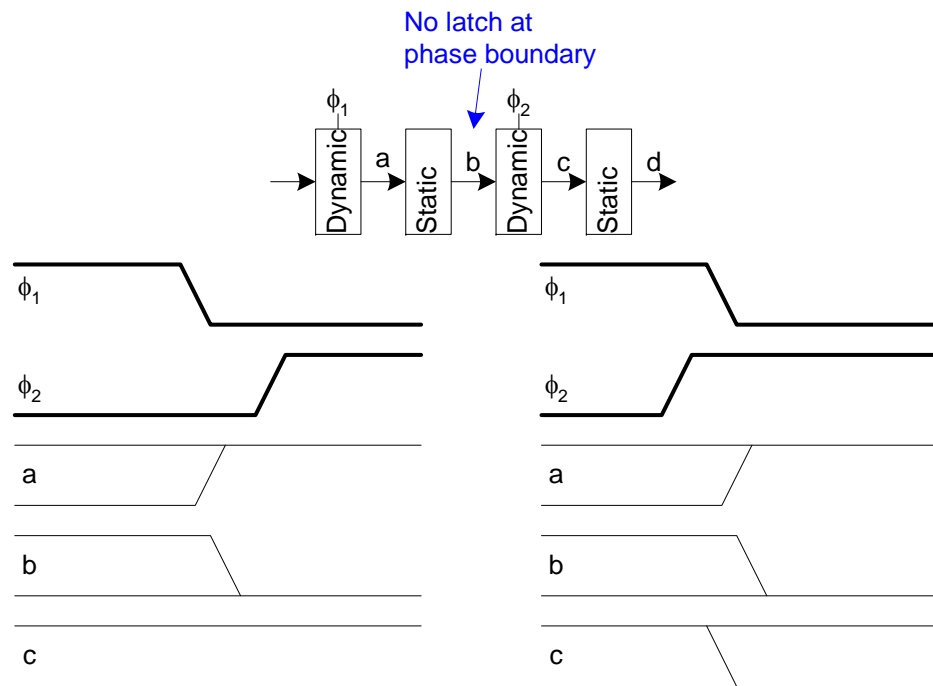 No latch at
phase boundary
ϕ1 ϕ2
Dynamic a Static b Dynamic c Static d
ϕ1 ϕ1
ϕ2 ϕ2
a a
b b
c c